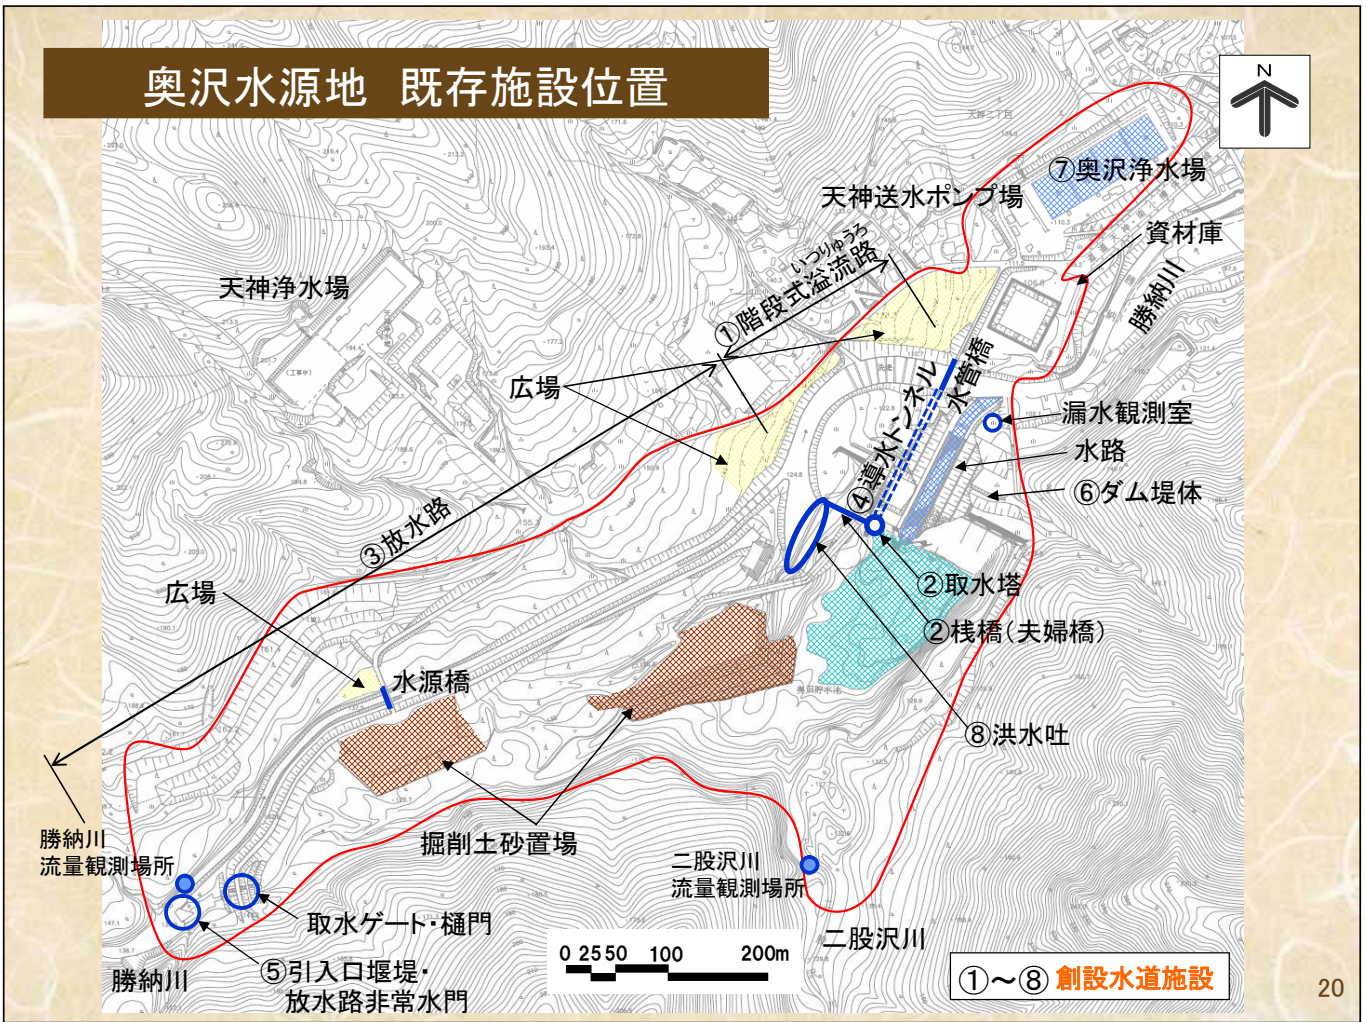 奥沢水源地 既存施設位置
N
⑦奥沢浄水場
天神送水ポンプ場
資材庫
いつりゅうろ
①階段式溢流路
勝納川
天神浄水場
広場
④導水トンネル
水管橋
漏水観測室
水路
⑥ダム堤体
③放水路
②取水塔
広場
②桟橋(夫婦橋)
水源橋
⑧洪水吐
掘削土砂置場
勝納川
流量観測場所
二股沢川
流量観測場所
取水ゲート・樋門
二股沢川
勝納川
⑤引入口堰堤・
放水路非常水門
0 25 50 100 200m
①～⑧ 創設水道施設
20